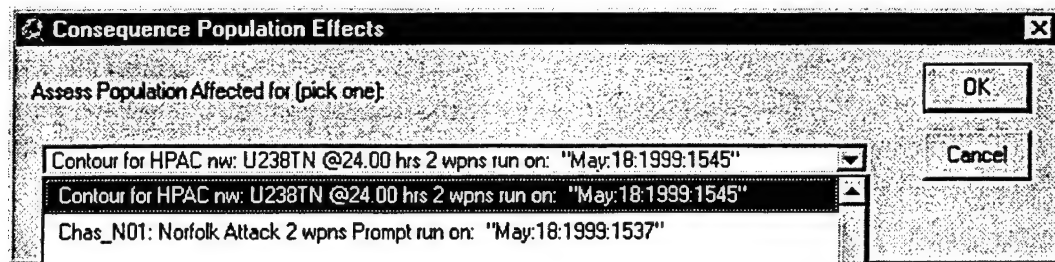 Consequence Population Effects
Assess Population Affected for (pick one):
OK
Contour for HPAC nw: U238TN @24.00 hrs 2 wpns run on: "May:18:1999:1545"
Cancel
Contour for HPAC nw: U238TN @24.00 hrs 2 wpns run on: "May:18:1999:1545"
Chas_N01: Norfolk Attack 2 wpns Prompt run on: "May:18:1999:1537"